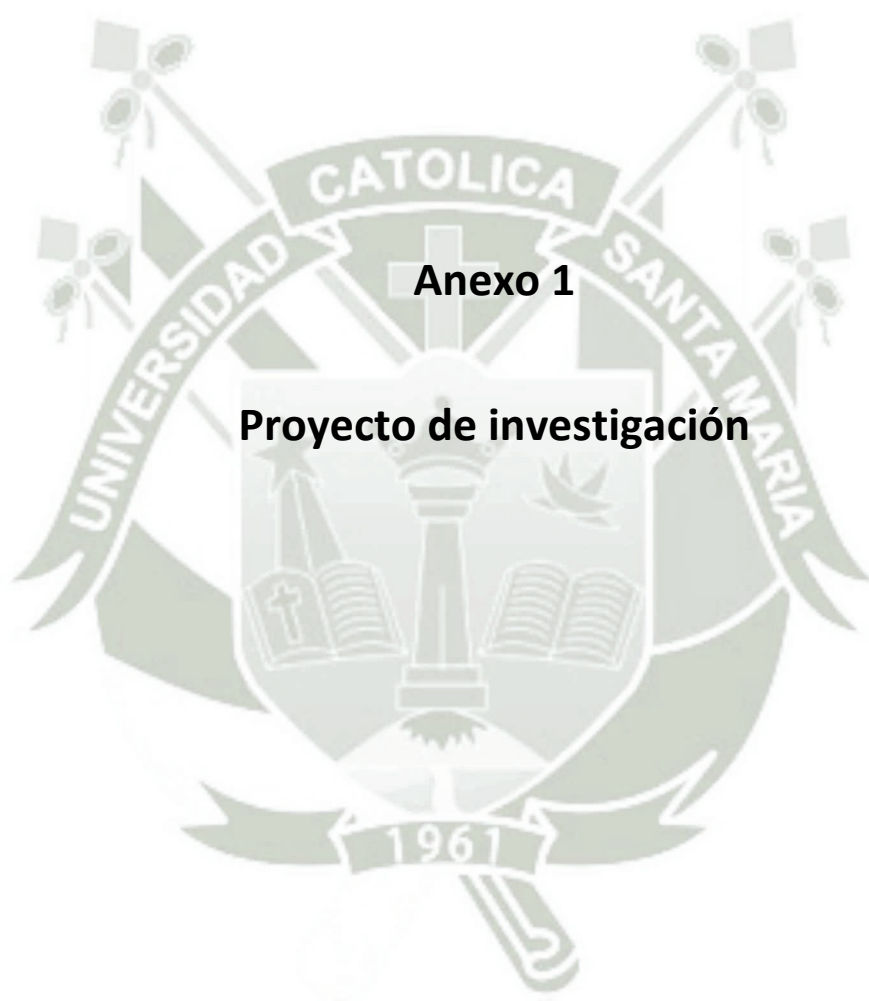 CATOLICA
UNIVERSIDAD
SANTA MARIA
Anexo 1
Proyecto de investigación
1961